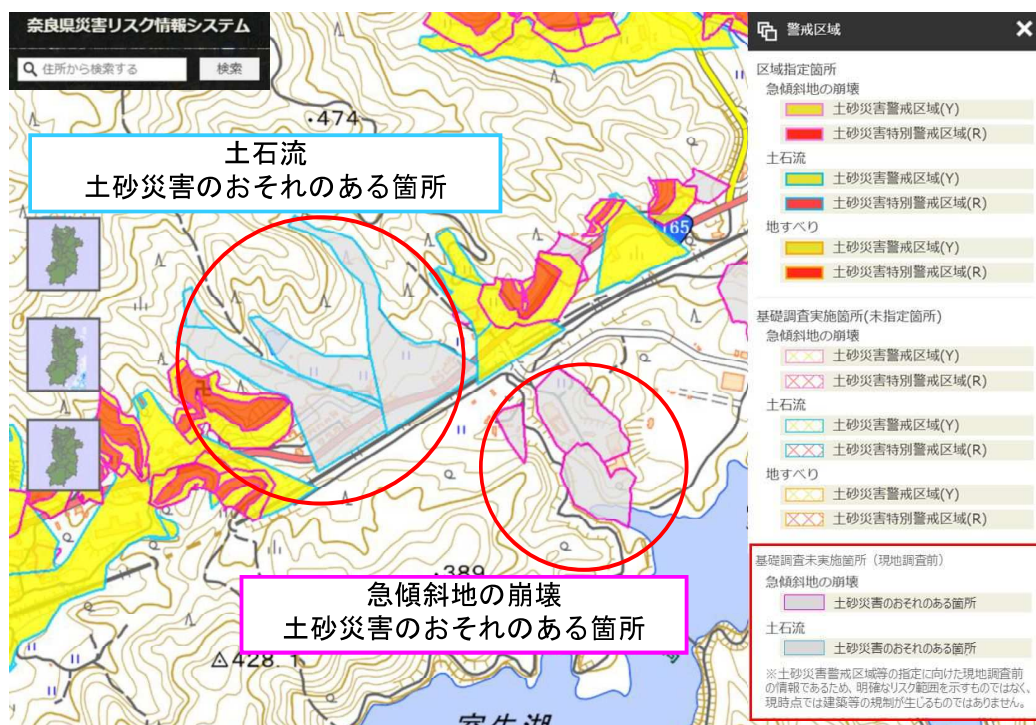 奈良県災害リスク情報システム
住所から検索する
検索
・474
土石流
土砂災害のおそれのある箇所
165
急傾斜地の崩壊
土砂災害のおそれのある箇所
・389
428.1
室生湖
警戒区域
区域指定箇所
急傾斜地の崩壊
土砂災害警戒区域(Y)
土砂災害特別警戒区域(R)
土石流
土砂災害警戒区域(Y)
土砂災害特別警戒区域(R)
地すべり
土砂災害警戒区域(Y)
土砂災害特別警戒区域(R)
基礎調査実施箇所(未指定箇所)
急傾斜地の崩壊
土砂災害警戒区域(Y)
土砂災害特別警戒区域(R)
土石流
土砂災害警戒区域(Y)
土砂災害特別警戒区域(R)
地すべり
土砂災害警戒区域(Y)
土砂災害特別警戒区域(R)
基礎調査未実施箇所（現地調査前）
急傾斜地の崩壊
土砂災害のおそれのある箇所
土石流
土砂災害のおそれのある箇所
※土砂災害警戒区域等の指定に向けた現地調査前
の情報であるため、明確なリスク範囲を示すものではなく、
現時点では建築等の規制が生じるものではありません。